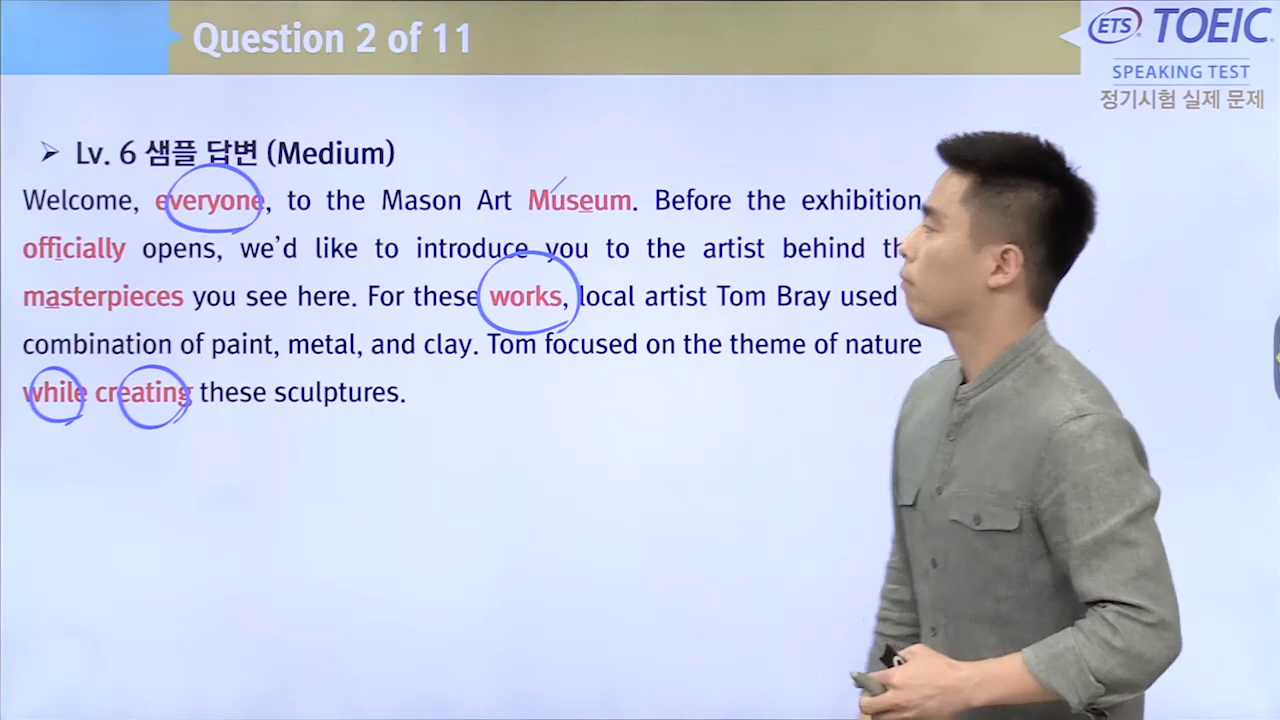 Question 2 of 11
ETS TOEIC
SPEAKING TEST
정기시험 실제 문제
➤ Lv. 6 샘플 답변 (Medium)
Welcome, everyone, to the Mason Art Museum. Before the exhibition
officially opens, we'd like to introduce you to the artist behind
masterpieces you see here. For these works, local artist Tom Bray used
combination of paint, metal, and clay. Tom focused on the theme of nature
while creating these sculptures.